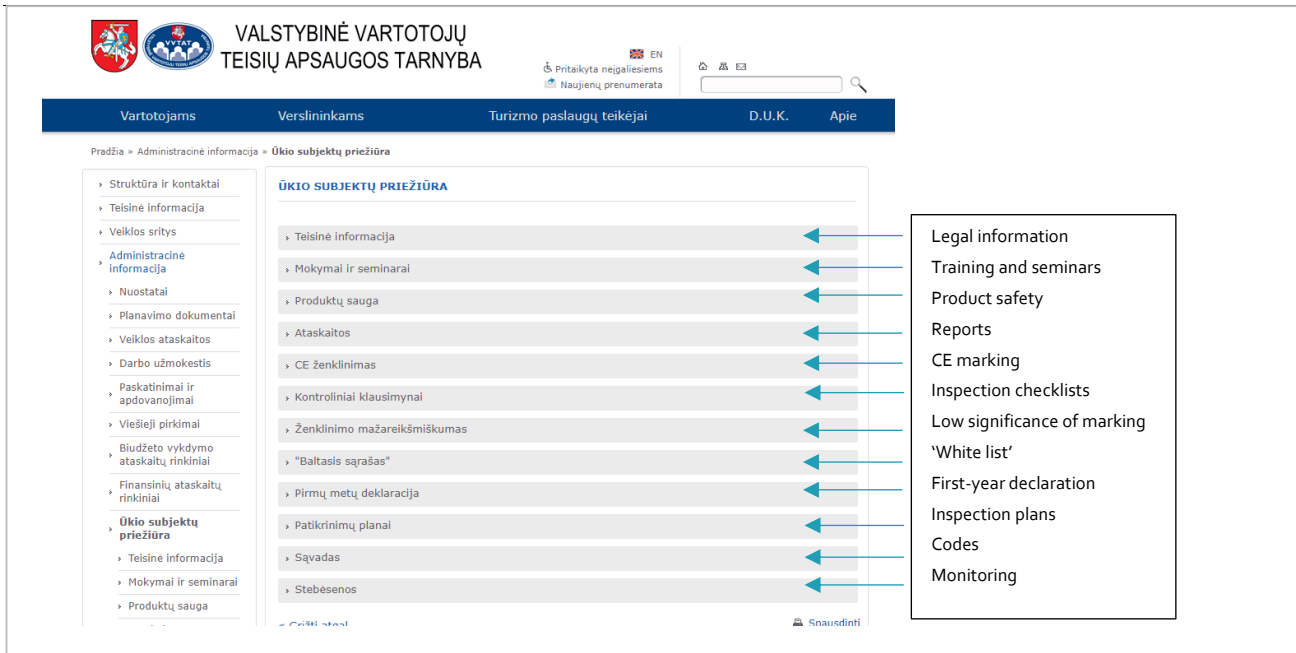 VALSTYBINĖ VARTOTOJŲ
TEISIŲ APSAUGOS TARNYBA
VVTAT
EN
Pritaikyta neįgaliesiems
Naujienų prenumerata
Vartotojams Verslininkams Turizmo paslaugų teikėjai D.U.K. Apie
Pradžia » Administracinė informacija » Ūkio subjektų priežiūra
Struktūra ir kontaktai
Teisinė informacija
Veiklos sritys
Administracinė
informacija
Nuostatai
Planavimo dokumentai
Veiklos ataskaitos
Darbo užmokestis
Paskatinimai ir
apdovanojimai
Viešieji pirkimai
Biudžeto vykdymo
ataskaitų rinkiniai
Finansinių ataskaitų
rinkiniai
Ūkio subjektų
priežiūra
Teisinė informacija
Mokymai ir seminarai
Produktų sauga
ŪKIO SUBJEKTŲ PRIEŽIŪRA
Teisinė informacija
Mokymai ir seminarai
Produktų sauga
Ataskaitos
CE ženklinimas
Kontroliniai klausimynai
Ženklinimo mažareikšmiškumas
"Baltasis sąrašas"
Pirmų metų deklaracija
Patikrinimų planai
Sąvadas
Stebėsenos
« Grįžti atgal
Spausdinti
Legal information
Training and seminars
Product safety
Reports
CE marking
Inspection checklists
Low significance of marking
‘White list’
First-year declaration
Inspection plans
Codes
Monitoring